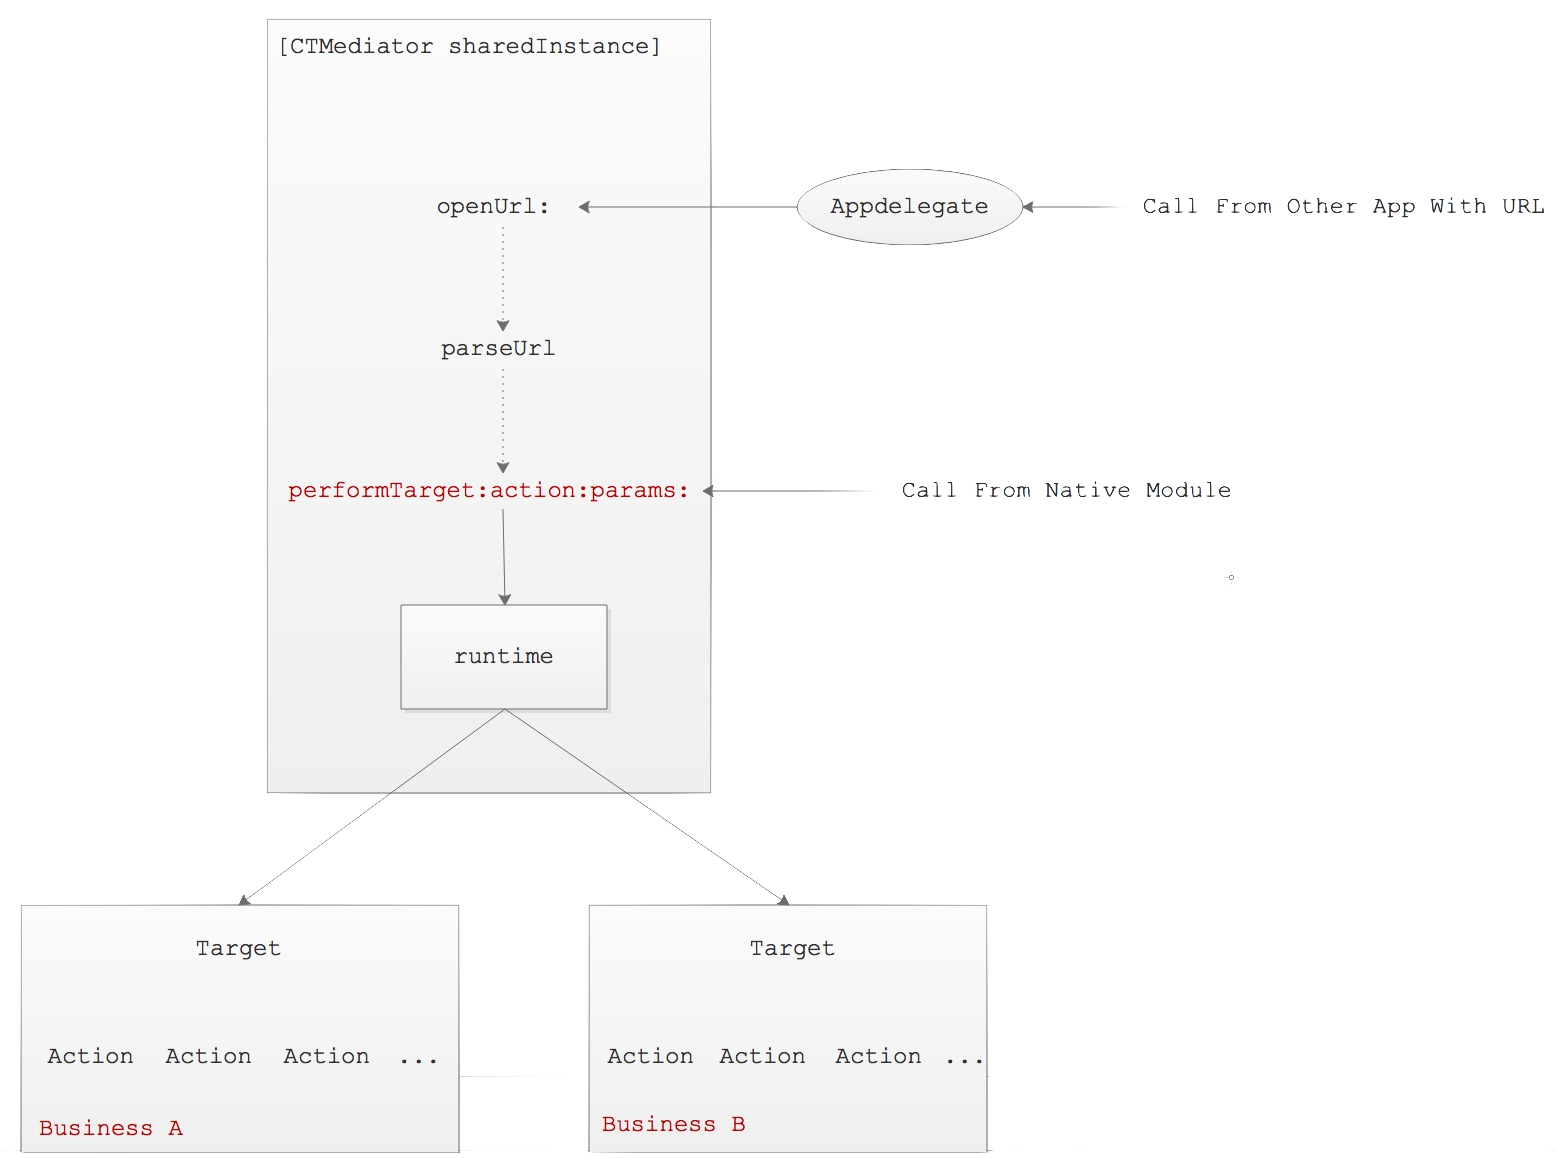 [CTMediator sharedInstance]
openUrl:
Appdelegate
Call From Other App With URL
parseUrl
performTarget:action:params:
Call From Native Module
runtime
Target
Action Action Action ...
Business A
Target
Action Action Action ...
Business B